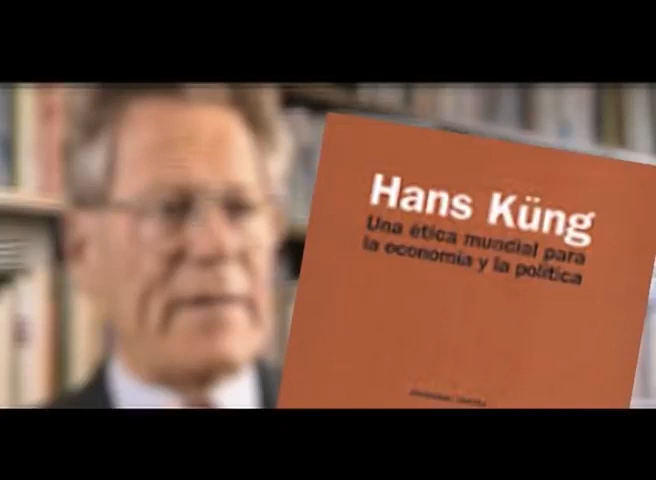 Hans Küng
Una ética mundial para
la economía y la política